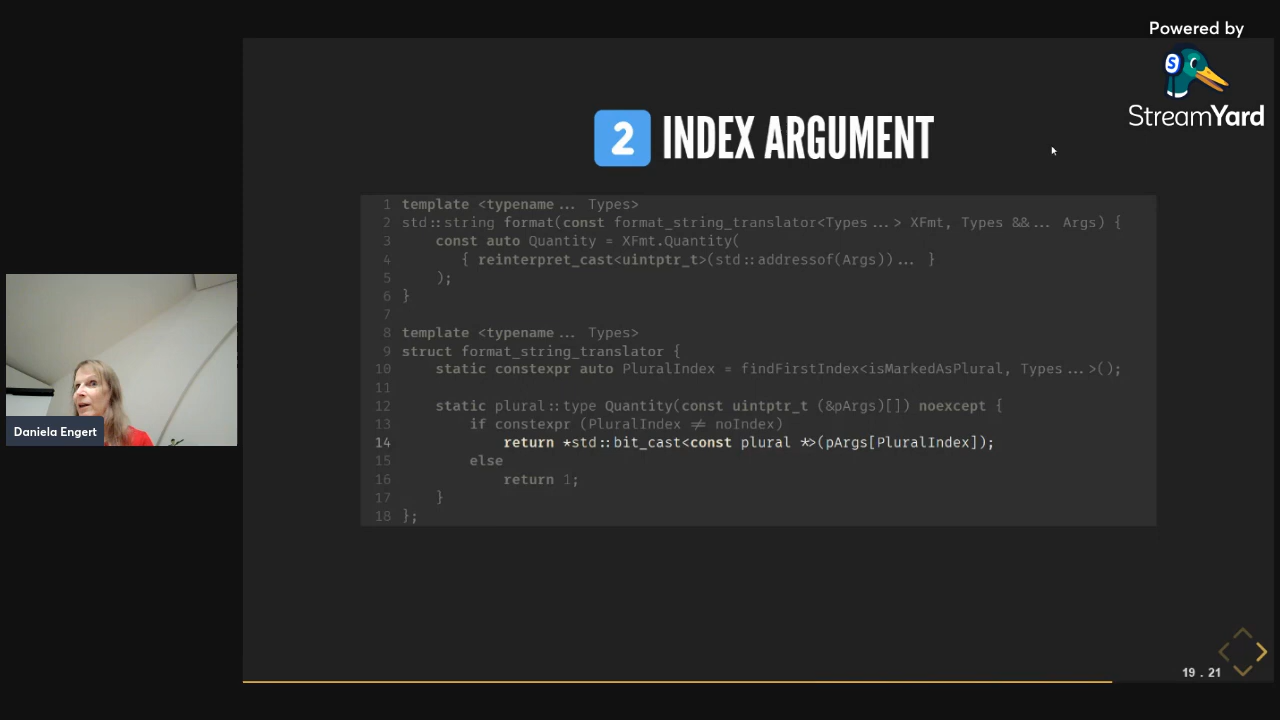 Powered by
StreamYard
2 INDEX ARGUMENT
1 template <typename... Types>
2 std::string format(const format_string_translator<Types...> XFmt, Types &&... Args) {
3 const auto Quantity = XFmt.Quantity(
4 { reinterpret_cast<uintptr_t>(std::addressof(Args))... }
5 );
6 }
7
8 template <typename... Types>
9 struct format_string_translator {
10 static constexpr auto PluralIndex = findFirstIndex<isMarkedAsPlural, Types...>();
11
12 static plural::type Quantity(const uintptr_t (&pArgs)[]) noexcept {
13 if constexpr (PluralIndex ≠ noIndex)
14 return *std::bit_cast<const plural *>(pArgs[PluralIndex]);
15 else
16 return 1;
17 }
18 };
Daniela Engert
19 . 21